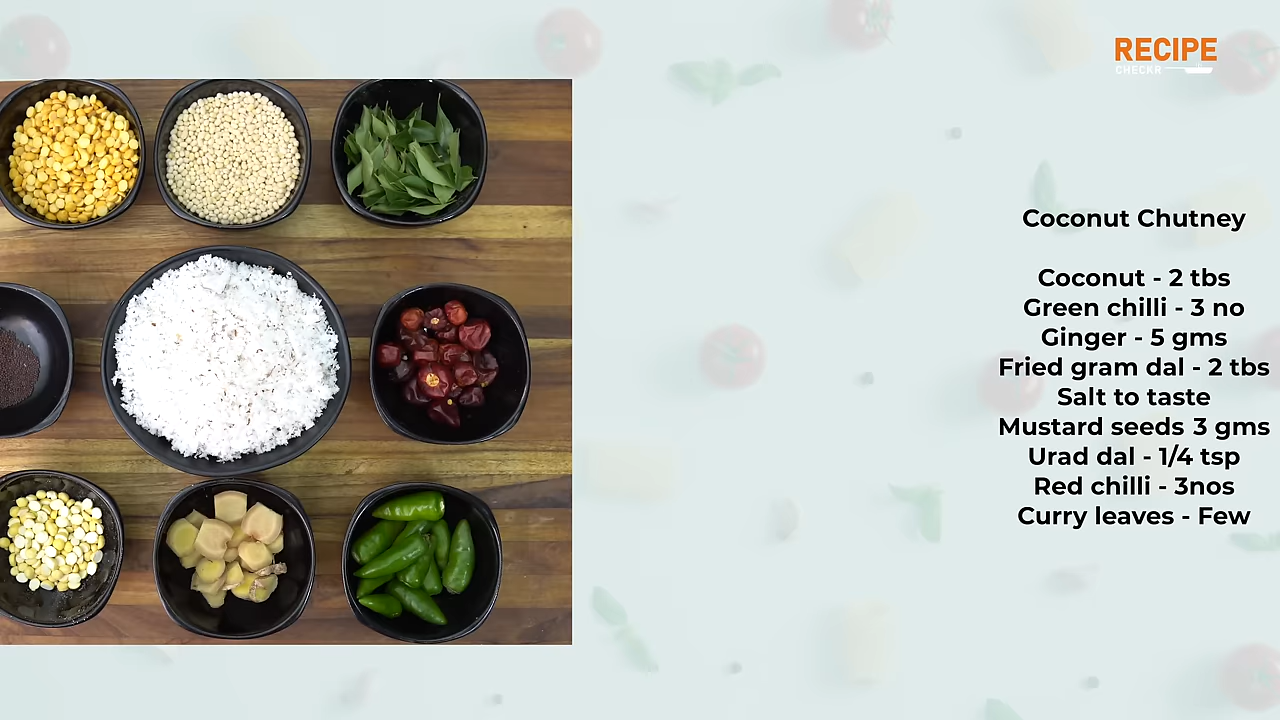 RECIPE
CHECKR
Coconut Chutney
Coconut - 2 tbs
Green chilli - 3 no
Ginger - 5 gms
Fried gram dal - 2 tbs
Salt to taste
Mustard seeds 3 gms
Urad dal - 1/4 tsp
Red chilli - 3nos
Curry leaves - Few